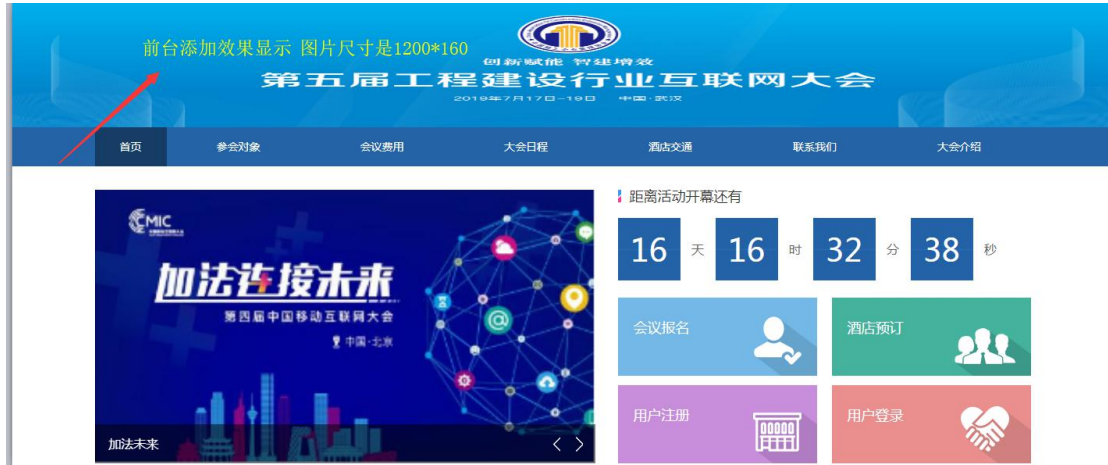 前台添加效果显示 图片尺寸是1200*160
创新赋能 智建增效
第五届工程建设行业互联网大会
2019年7月17日-19日 中国·武汉
首页 参会对象 会议费用 大会日程 酒店交通 联系我们 大会介绍
CMIC
加法连接未来
第四届中国移动互联网大会
中国·北京
加法未来
距离活动开幕还有
16 天 16 时 32 分 38 秒
会议报名 酒店预订
用户注册 用户登录